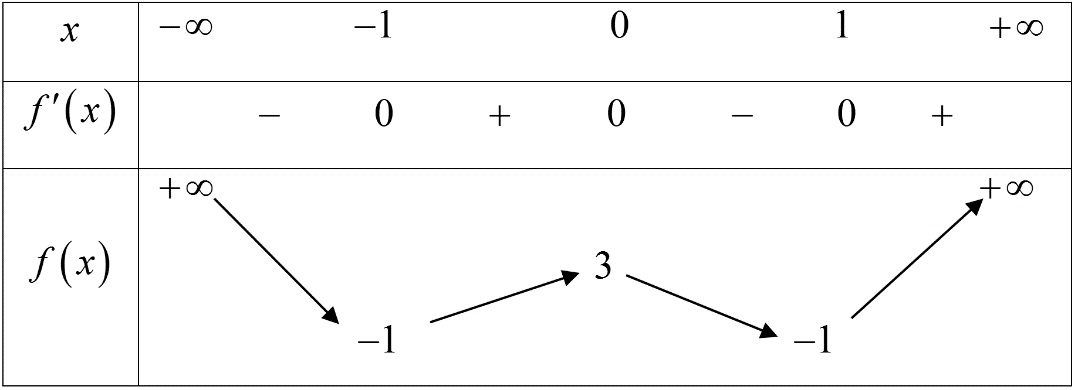 x −∞ −1 0 1 +∞
f′(x) − 0 + 0 − 0 +
+∞ +∞
f(x) 3
−1 −1